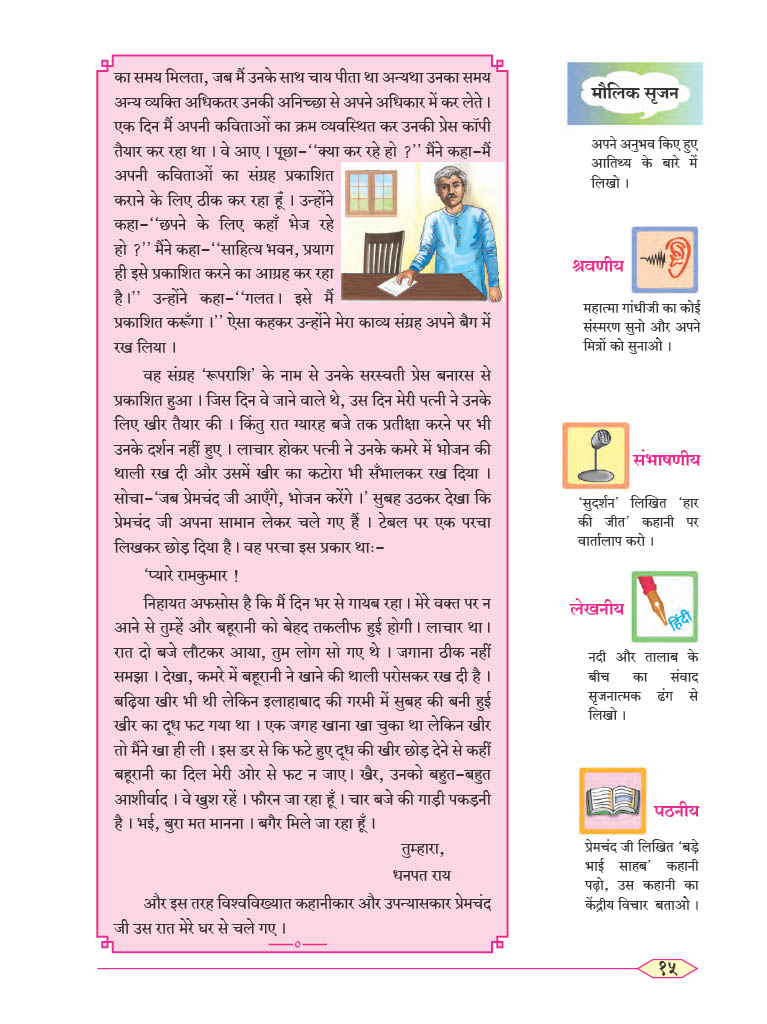 का समय मिलता, जब मैं उनके साथ चाय पीता था अन्यथा उनका समय
अन्य व्यक्ति अधिकतर उनकी अनिच्छा से अपने अधिकार में कर लेते ।
एक दिन मैं अपनी कविताओं का क्रम व्यवस्थित कर उनकी प्रेस कॉपी
तैयार कर रहा था । वे आए । पूछा-‘‘क्या कर रहे हो ?’’ मैंने कहा-मैं
अपनी कविताओं का संग्रह प्रकाशित
कराने के लिए ठीक कर रहा हूँ । उन्होंने
कहा-‘‘छपने के लिए कहाँ भेज रहे
हो ?’’ मैंने कहा-‘‘साहित्य भवन, प्रयाग
ही इसे प्रकाशित करने का आग्रह कर रहा
है।’’ उन्होंने कहा-‘‘गलत। इसे मैं
प्रकाशित करूँगा ।’’ ऐसा कहकर उन्होंने मेरा काव्य संग्रह अपने बैग में
रख लिया ।
वह संग्रह ‘रूपराशि’ के नाम से उनके सरस्वती प्रेस बनारस से
प्रकाशित हुआ । जिस दिन वे जाने वाले थे, उस दिन मेरी पत्नी ने उनके
लिए खीर तैयार की । किंतु रात ग्यारह बजे तक प्रतीक्षा करने पर भी
उनके दर्शन नहीं हुए । लाचार होकर पत्नी ने उनके कमरे में भोजन की
थाली रख दी और उसमें खीर का कटोरा भी सँभालकर रख दिया ।
सोचा-‘जब प्रेमचंद जी आएँगे, भोजन करेंगे ।’ सुबह उठकर देखा कि
प्रेमचंद जी अपना सामान लेकर चले गए हैं । टेबल पर एक परचा
लिखकर छोड़ दिया है। वह परचा इस प्रकार थाः-
‘प्यारे रामकुमार !
निहायत अफसोस है कि मैं दिन भर से गायब रहा। मेरे वक्त पर न
आने से तुम्हें और बहूरानी को बेहद तकलीफ हुई होगी। लाचार था।
रात दो बजे लौटकर आया, तुम लोग सो गए थे । जगाना ठीक नहीं
समझा । देखा, कमरे में बहूरानी ने खाने की थाली परोसकर रख दी है ।
बढ़िया खीर भी थी लेकिन इलाहाबाद की गरमी में सुबह की बनी हुई
खीर का दूध फट गया था । एक जगह खाना खा चुका था लेकिन खीर
तो मैंने खा ही ली । इस डर से कि फटे हुए दूध की खीर छोड़ देने से कहीं
बहूरानी का दिल मेरी ओर से फट न जाए। खैर, उनको बहुत-बहुत
आशीर्वाद । वे खुश रहें । फौरन जा रहा हूँ । चार बजे की गाड़ी पकड़नी
है । भई, बुरा मत मानना । बगैर मिले जा रहा हूँ ।
तुम्हारा,
धनपत राय
और इस तरह विश्वविख्यात कहानीकार और उपन्यासकार प्रेमचंद
जी उस रात मेरे घर से चले गए ।
मौलिक सृजन
अपने अनुभव किए हुए
आतिथ्य के बारे में
लिखो ।
श्रवणीय
महात्मा गांधीजी का कोई
संस्मरण सुनो और अपने
मित्रों को सुनाओ ।
संभाषणीय
‘सुदर्शन’ लिखित ‘हार
की जीत’ कहानी पर
वार्तालाप करो ।
लेखनीय
हिंदी
नदी और तालाब के
बीच का संवाद
सृजनात्मक ढंग से
लिखो ।
पठनीय
प्रेमचंद जी लिखित ‘बड़े
भाई साहब’ कहानी
पढ़ो, उस कहानी का
केंद्रीय विचार बताओ ।
१५